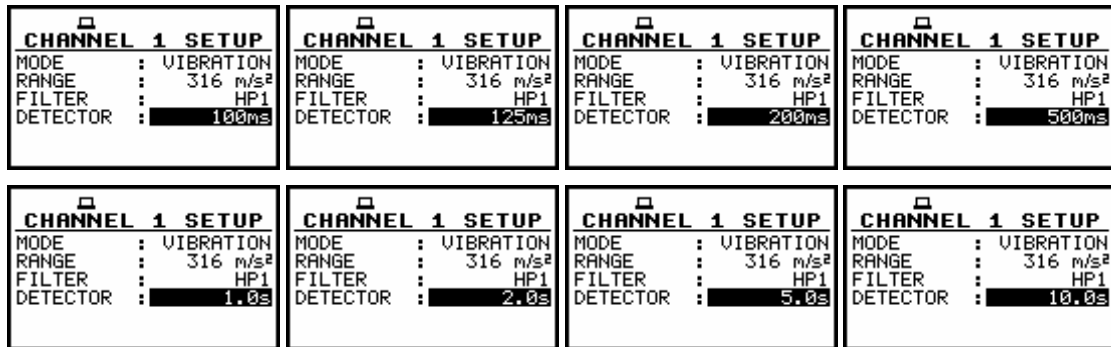 CHANNEL 1 SETUP
MODE : VIBRATION
RANGE : 316 m/s²
FILTER : HP1
DETECTOR : 100ms
CHANNEL 1 SETUP
MODE : VIBRATION
RANGE : 316 m/s²
FILTER : HP1
DETECTOR : 125ms
CHANNEL 1 SETUP
MODE : VIBRATION
RANGE : 316 m/s²
FILTER : HP1
DETECTOR : 200ms
CHANNEL 1 SETUP
MODE : VIBRATION
RANGE : 316 m/s²
FILTER : HP1
DETECTOR : 500ms
CHANNEL 1 SETUP
MODE : VIBRATION
RANGE : 316 m/s²
FILTER : HP1
DETECTOR : 1.0s
CHANNEL 1 SETUP
MODE : VIBRATION
RANGE : 316 m/s²
FILTER : HP1
DETECTOR : 2.0s
CHANNEL 1 SETUP
MODE : VIBRATION
RANGE : 316 m/s²
FILTER : HP1
DETECTOR : 5.0s
CHANNEL 1 SETUP
MODE : VIBRATION
RANGE : 316 m/s²
FILTER : HP1
DETECTOR : 10.0s